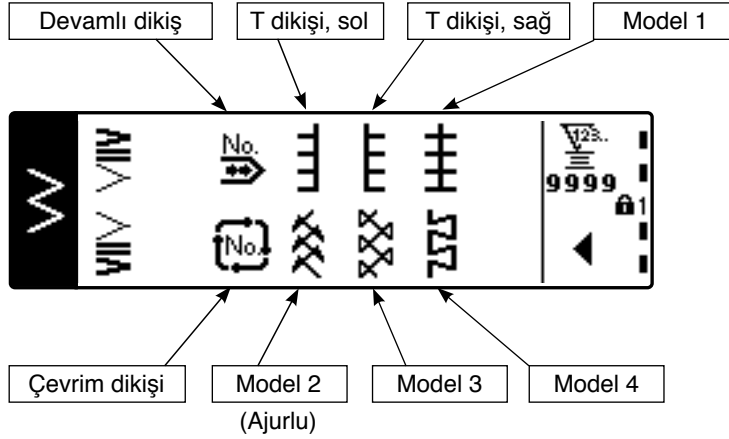 Devamlı dikiş
T dikişi, sol
T dikişi, sağ
Model 1
No.
123..
9999
1
No.
Çevrim dikişi
Model 2
(Ajurlu)
Model 3
Model 4